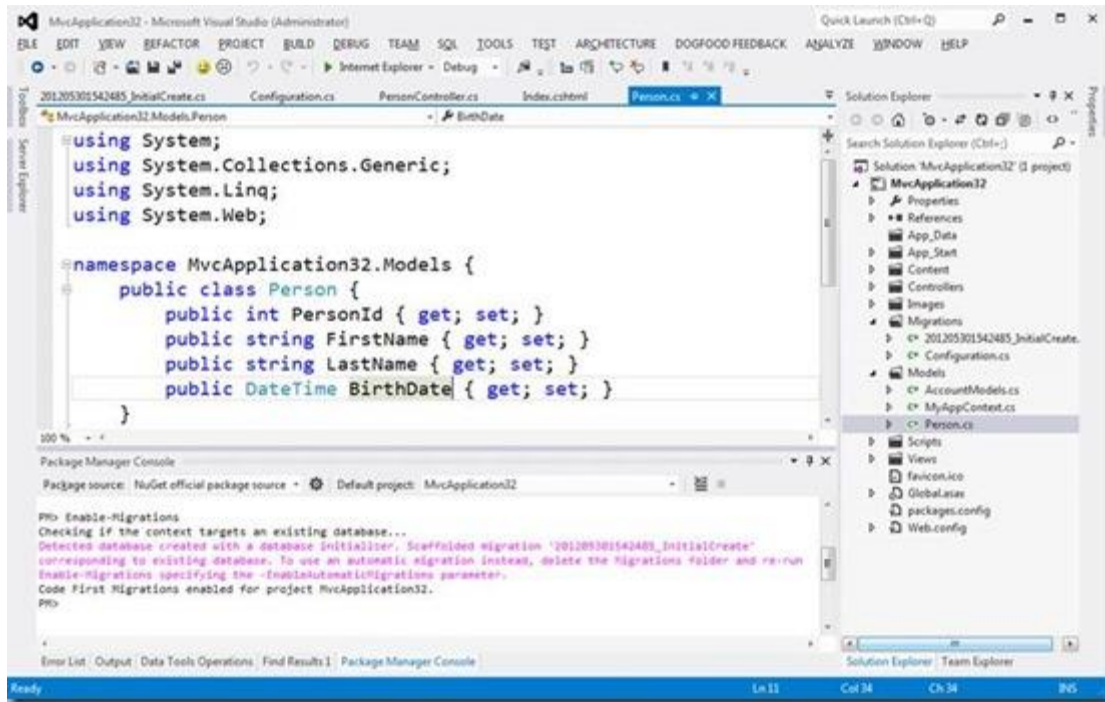 MvcApplication32 - Microsoft Visual Studio (Administrator)
Quick Launch (Ctrl+Q)
FILE EDIT VIEW REFACTOR PROJECT BUILD DEBUG TEAM SQL TOOLS TEST ARCHITECTURE DOGFOOD FEEDBACK ANALYZE WINDOW HELP
Internet Explorer Debug
Toolbox
Server Explorer
201205301542485_InitialCreate.cs Configuration.cs PersonController.cs Index.cshtml Person.cs
MvcApplication32.Models.Person BirthDate
using System;
using System.Collections.Generic;
using System.Linq;
using System.Web;
namespace MvcApplication32.Models {
public class Person {
public int PersonId { get; set; }
public string FirstName { get; set; }
public string LastName { get; set; }
public DateTime BirthDate { get; set; }
}
100 %
Package Manager Console
Package source: NuGet official package source Default project: MvcApplication32
PM> Enable-Migrations
Checking if the context targets an existing database...
Detected database created with a database initializer. Scaffolded migration '201205301542485_InitialCreate'
corresponding to existing database. To use an automatic migration instead, delete the Migrations folder and re-run
Enable-Migrations specifying the -EnableAutomaticMigrations parameter.
Code First Migrations enabled for project MvcApplication32.
PM>
Error List Output Data Tools Operations Find Results 1 Package Manager Console
Solution Explorer
Search Solution Explorer (Ctrl+;)
Solution 'MvcApplication32' (1 project)
MvcApplication32
Properties
References
App_Data
App_Start
Content
Controllers
Images
Migrations
201205301542485_InitialCreate.
Configuration.cs
Models
AccountModels.cs
MyAppContext.cs
Person.cs
Scripts
Views
favicon.ico
Global.asax
packages.config
Web.config
Solution Explorer Team Explorer
Properties
Ready Ln 11 Col 34 Ch 34 INS